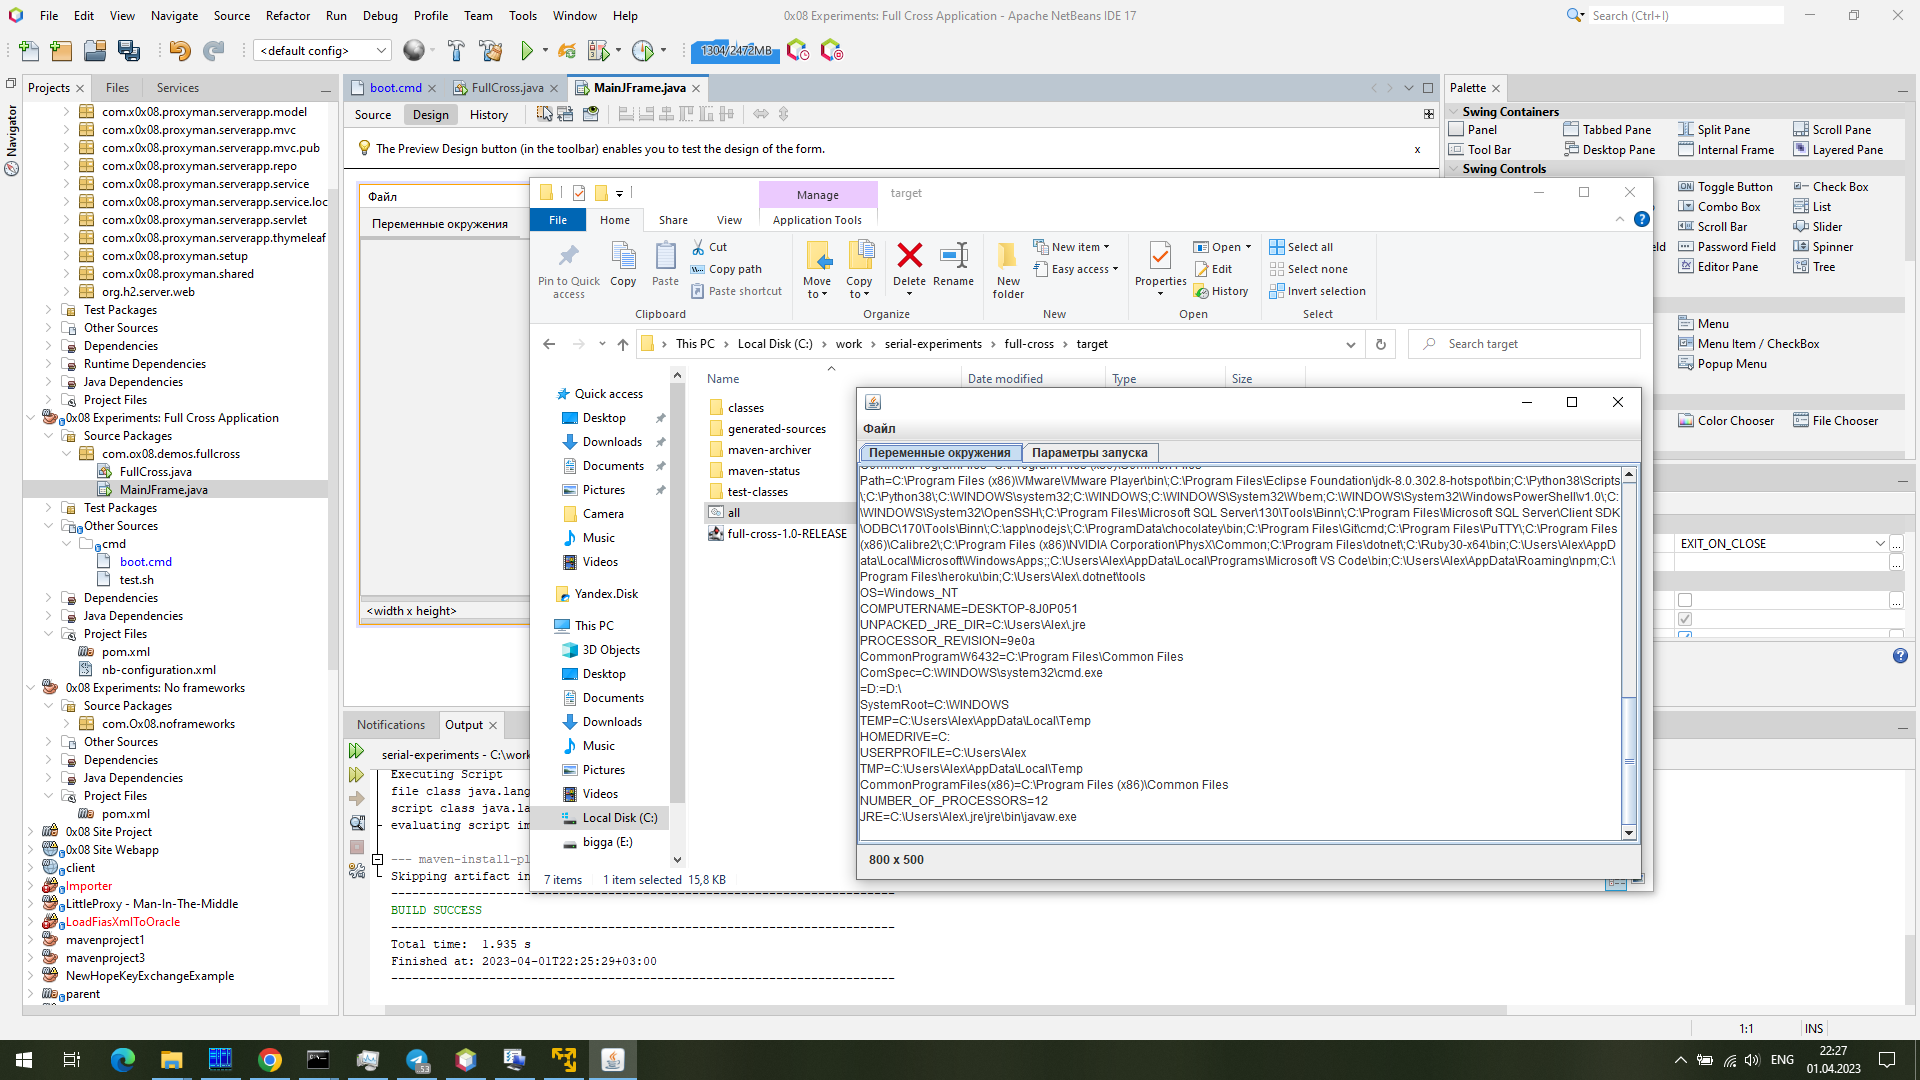 File Edit View Navigate Source Refactor Run Debug Profile Team Tools Window Help
0x08 Experiments: Full Cross Application - Apache NetBeans IDE 17
Search (Ctrl+I)
<default config>
1304/2472MB
Projects
Files
Services
Navigator
com.x0x08.proxyman.serverapp.model
com.x0x08.proxyman.serverapp.mvc
com.x0x08.proxyman.serverapp.mvc.pub
com.x0x08.proxyman.serverapp.repo
com.x0x08.proxyman.serverapp.service
com.x0x08.proxyman.serverapp.service.loc
com.x0x08.proxyman.serverapp.servlet
com.x0x08.proxyman.serverapp.thymeleaf
com.x0x08.proxyman.setup
com.x0x08.proxyman.shared
org.h2.server.web
Test Packages
Other Sources
Dependencies
Runtime Dependencies
Java Dependencies
Project Files
0x08 Experiments: Full Cross Application
Source Packages
com.ox08.demos.fullcross
FullCross.java
MainJFrame.java
Test Packages
Other Sources
cmd
boot.cmd
test.sh
Dependencies
Java Dependencies
Project Files
pom.xml
nb-configuration.xml
0x08 Experiments: No frameworks
Source Packages
com.Ox08.noframeworks
Other Sources
Dependencies
Java Dependencies
Project Files
pom.xml
0x08 Site Project
0x08 Site Webapp
client
Importer
LittleProxy - Man-In-The-Middle
LoadFiasXmlToOracle
mavenproject1
mavenproject3
NewHopeKeyExchangeExample
parent
boot.cmd
FullCross.java
MainJFrame.java
Source
Design
History
The Preview Design button (in the toolbar) enables you to test the design of the form.
x
Файл
Переменные окружения
<width x height>
Notifications
Output
serial-experiments - C:\work
Executing Script
file class java.lang
script class java.la
evaluating script im
--- maven-install-pl
Skipping artifact in
BUILD SUCCESS
Total time: 1.935 s
Finished at: 2023-04-01T22:25:29+03:00
Manage
target
File
Home
Share
View
Application Tools
Pin to Quick access
Copy
Paste
Cut
Copy path
Paste shortcut
Clipboard
Move to
Copy to
Delete
Rename
Organize
New folder
New item
Easy access
New
Properties
Open
Edit
History
Open
Select all
Select none
Invert selection
Select
This PC
Local Disk (C:)
work
serial-experiments
full-cross
target
Search target
Name
Date modified
Type
Size
Quick access
Desktop
Downloads
Documents
Pictures
Camera
Music
Videos
Yandex.Disk
This PC
3D Objects
Desktop
Documents
Downloads
Music
Pictures
Videos
Local Disk (C:)
bigga (E:)
classes
generated-sources
maven-archiver
maven-status
test-classes
all
full-cross-1.0-RELEASE
7 items
1 item selected 15,8 KB
Файл
Переменные окружения
Параметры запуска
CommonProgramFiles=C:\Program Files (x86)\Common Files
Path=C:\Program Files (x86)\VMware\VMware Player\bin\;C:\Program Files\Eclipse Foundation\jdk-8.0.302.8-hotspot\bin;C:\Python38\Scripts
\;C:\Python38\;C:\WINDOWS\system32;C:\WINDOWS;C:\WINDOWS\System32\Wbem;C:\WINDOWS\System32\WindowsPowerShell\v1.0\;C:
\WINDOWS\System32\OpenSSH\;C:\Program Files\Microsoft SQL Server\130\Tools\Binn\;C:\Program Files\Microsoft SQL Server\Client SDK
\ODBC\170\Tools\Binn\;C:\app\nodejs\;C:\ProgramData\chocolatey\bin;C:\Program Files\Git\cmd;C:\Program Files\PuTTY\;C:\Program Files
(x86)\Calibre2\;C:\Program Files (x86)\NVIDIA Corporation\PhysX\Common;C:\Program Files\dotnet\;C:\Ruby30-x64\bin;C:\Users\Alex\AppD
ata\Local\Microsoft\WindowsApps;;C:\Users\Alex\AppData\Local\Programs\Microsoft VS Code\bin;C:\Users\Alex\AppData\Roaming\npm;C:\
Program Files\heroku\bin;C:\Users\Alex\.dotnet\tools
OS=Windows_NT
COMPUTERNAME=DESKTOP-8J0P051
UNPACKED_JRE_DIR=C:\Users\Alex\.jre
PROCESSOR_REVISION=9e0a
CommonProgramW6432=C:\Program Files\Common Files
ComSpec=C:\WINDOWS\system32\cmd.exe
=D:=D:\
SystemRoot=C:\WINDOWS
TEMP=C:\Users\Alex\AppData\Local\Temp
HOMEDRIVE=C:
USERPROFILE=C:\Users\Alex
TMP=C:\Users\Alex\AppData\Local\Temp
CommonProgramFiles(x86)=C:\Program Files (x86)\Common Files
NUMBER_OF_PROCESSORS=12
JRE=C:\Users\Alex\.jre\jre\bin\javaw.exe
800 x 500
Palette
Swing Containers
Panel
Tabbed Pane
Split Pane
Scroll Pane
Tool Bar
Desktop Pane
Internal Frame
Layered Pane
Swing Controls
Toggle Button
Check Box
Combo Box
List
Scroll Bar
Slider
eld
Password Field
Spinner
Editor Pane
Tree
Menu
Menu Item / CheckBox
Popup Menu
Color Chooser
File Chooser
EXIT_ON_CLOSE
1:1
INS
53
ENG
22:27
01.04.2023